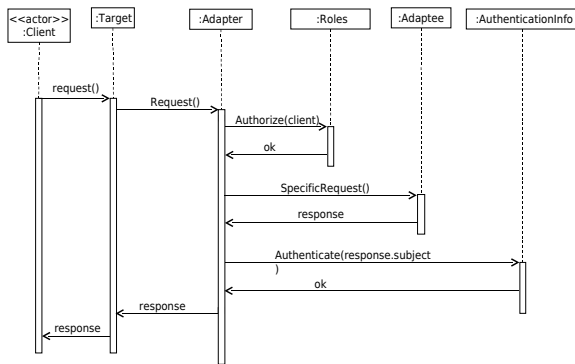 <<actor>>
:Client
:Target
:Adapter
:Roles
:Adaptee
:AuthenticationInfo
request()
Request()
Authorize(client)
ok
SpecificRequest()
response
Authenticate(response.subject
)
ok
response
response